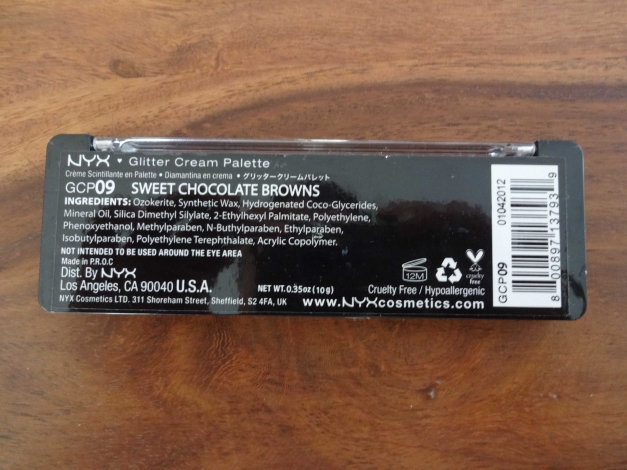 NYX ♥ Glitter Cream Palette
Crème Scintillante en Palette • Diamantina en crema • グリッタークリームパレット
GCP09 SWEET CHOCOLATE BROWNS
INGREDIENTS: Ozokerite, Synthetic Wax, Hydrogenated Coco-Glycerides,
Mineral Oil, Silica Dimethyl Silylate, 2-Ethylhexyl Palmitate, Polyethylene,
Phenoxyethanol, Methylparaben, N-Buthylparaben, Ethylparaben,
Isobutylparaben, Polyethylene Terephthalate, Acrylic Copolymer.
NOT INTENDED TO BE USED AROUND THE EYE AREA
Made in P.R.O.C
Dist. By NYX
Los Angeles, CA 90040 U.S.A.
NYX Cosmetics LTD. 311 Shoreham Street, Sheffield, S2 4FA, UK
NET WT. 0.35oz (10 g)
12M
cruelty
free
Cruelty Free / Hypoallergenic
www.NYXcosmetics.com
GCP09 01042012
8 00897 13793 9